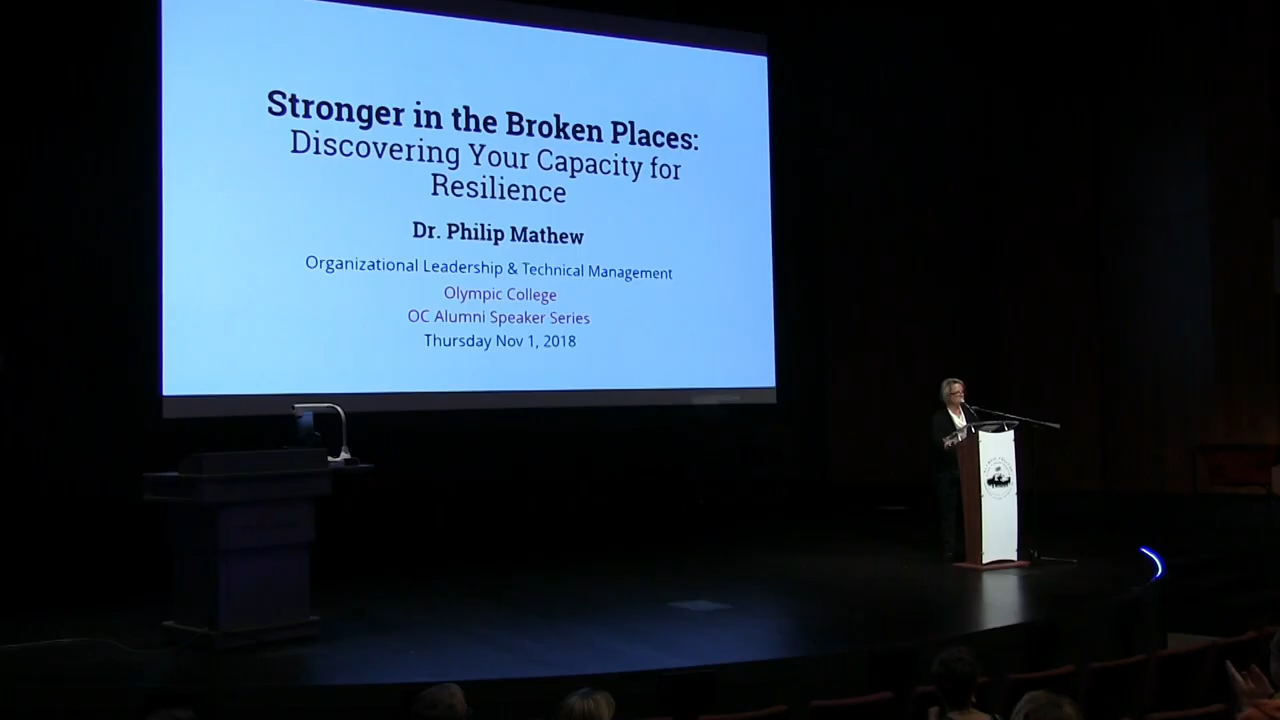 Stronger in the Broken Places:
Discovering Your Capacity for
Resilience
Dr. Philip Mathew
Organizational Leadership & Technical Management
Olympic College
OC Alumni Speaker Series
Thursday Nov 1, 2018